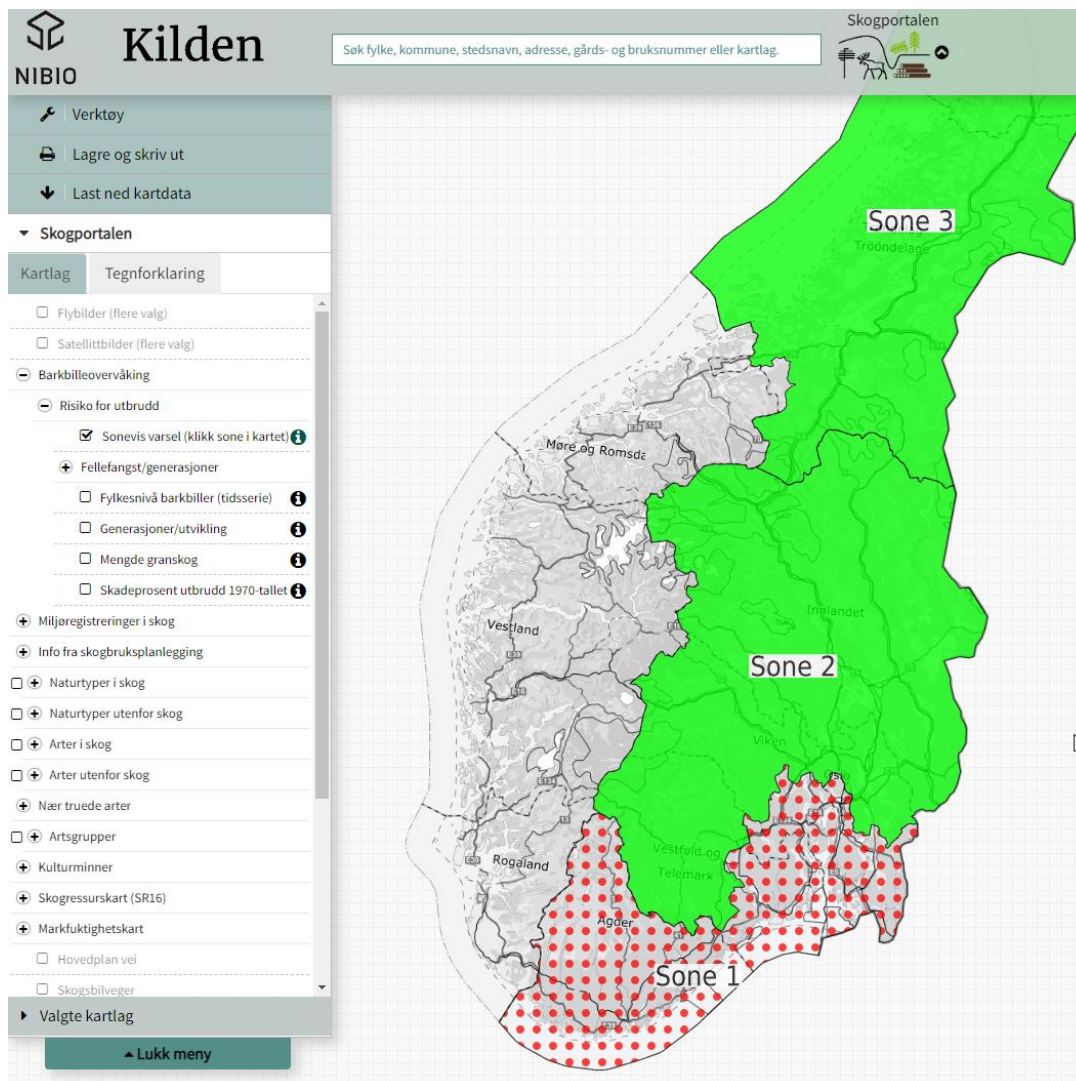 NIBIO
Kilden
Søk fylke, kommune, stedsnavn, adresse, gårds- og bruksnummer eller kartlag.
Skogportalen
Verktøy
Lagre og skriv ut
Last ned kartdata
Skogportalen
Kartlag
Tegnforklaring
Flybilder (flere valg)
Satellittbilder (flere valg)
Barkbilleovervåking
Risiko for utbrudd
Sonevis varsel (klikk sone i kartet)
Fellefangst/generasjoner
Fylkesnivå barkbiller (tidsserie)
Generasjoner/utvikling
Mengde granskog
Skadeprosent utbrudd 1970-tallet
Miljøregistreringer i skog
Info fra skogbruksplanlegging
Naturtyper i skog
Naturtyper utenfor skog
Arter i skog
Arter utenfor skog
Nær truede arter
Artsgrupper
Kulturminner
Skogressurskart (SR16)
Markfuktighetskart
Hovedplan vei
Skogsbilveger
Valgte kartlag
Lukk meny
Sone 3
Trööndelage
Møre og Romsda
Innlandet
Vestland
Sone 2
Viken
Vestfold og
Telemark
Rogaland
Agder
Sone 1